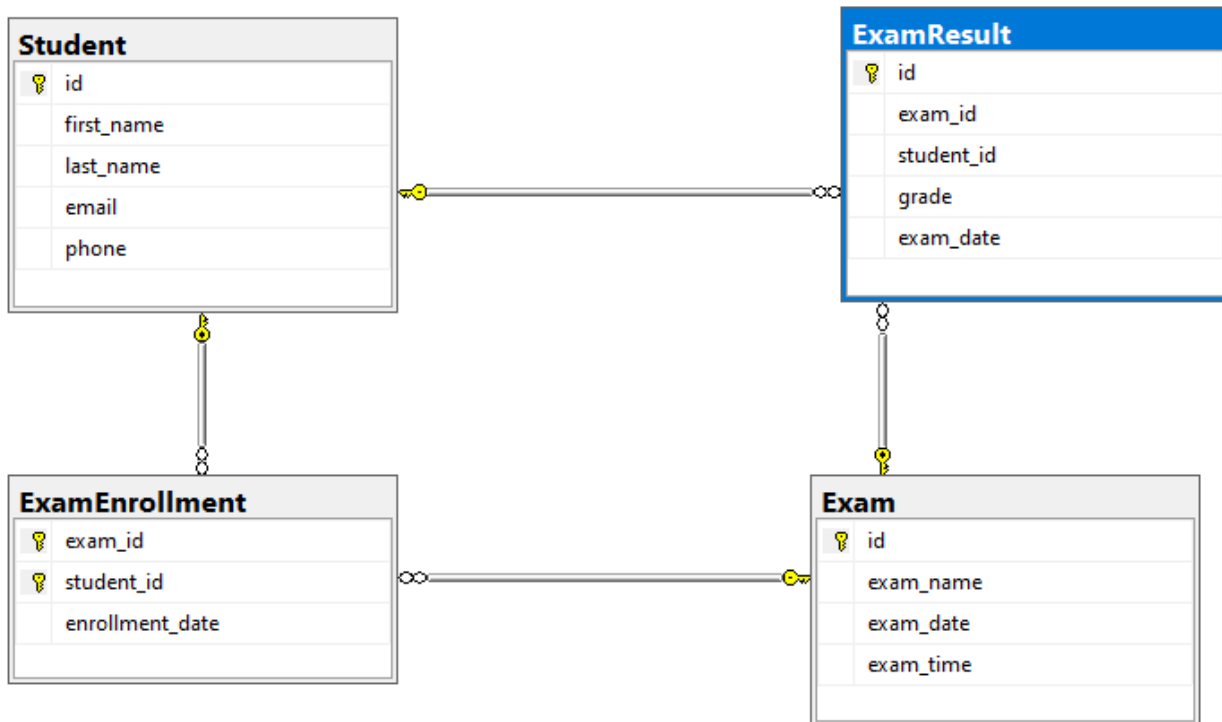 Student
id
first_name
last_name
email
phone
ExamResult
id
exam_id
student_id
grade
exam_date
ExamEnrollment
exam_id
student_id
enrollment_date
Exam
id
exam_name
exam_date
exam_time